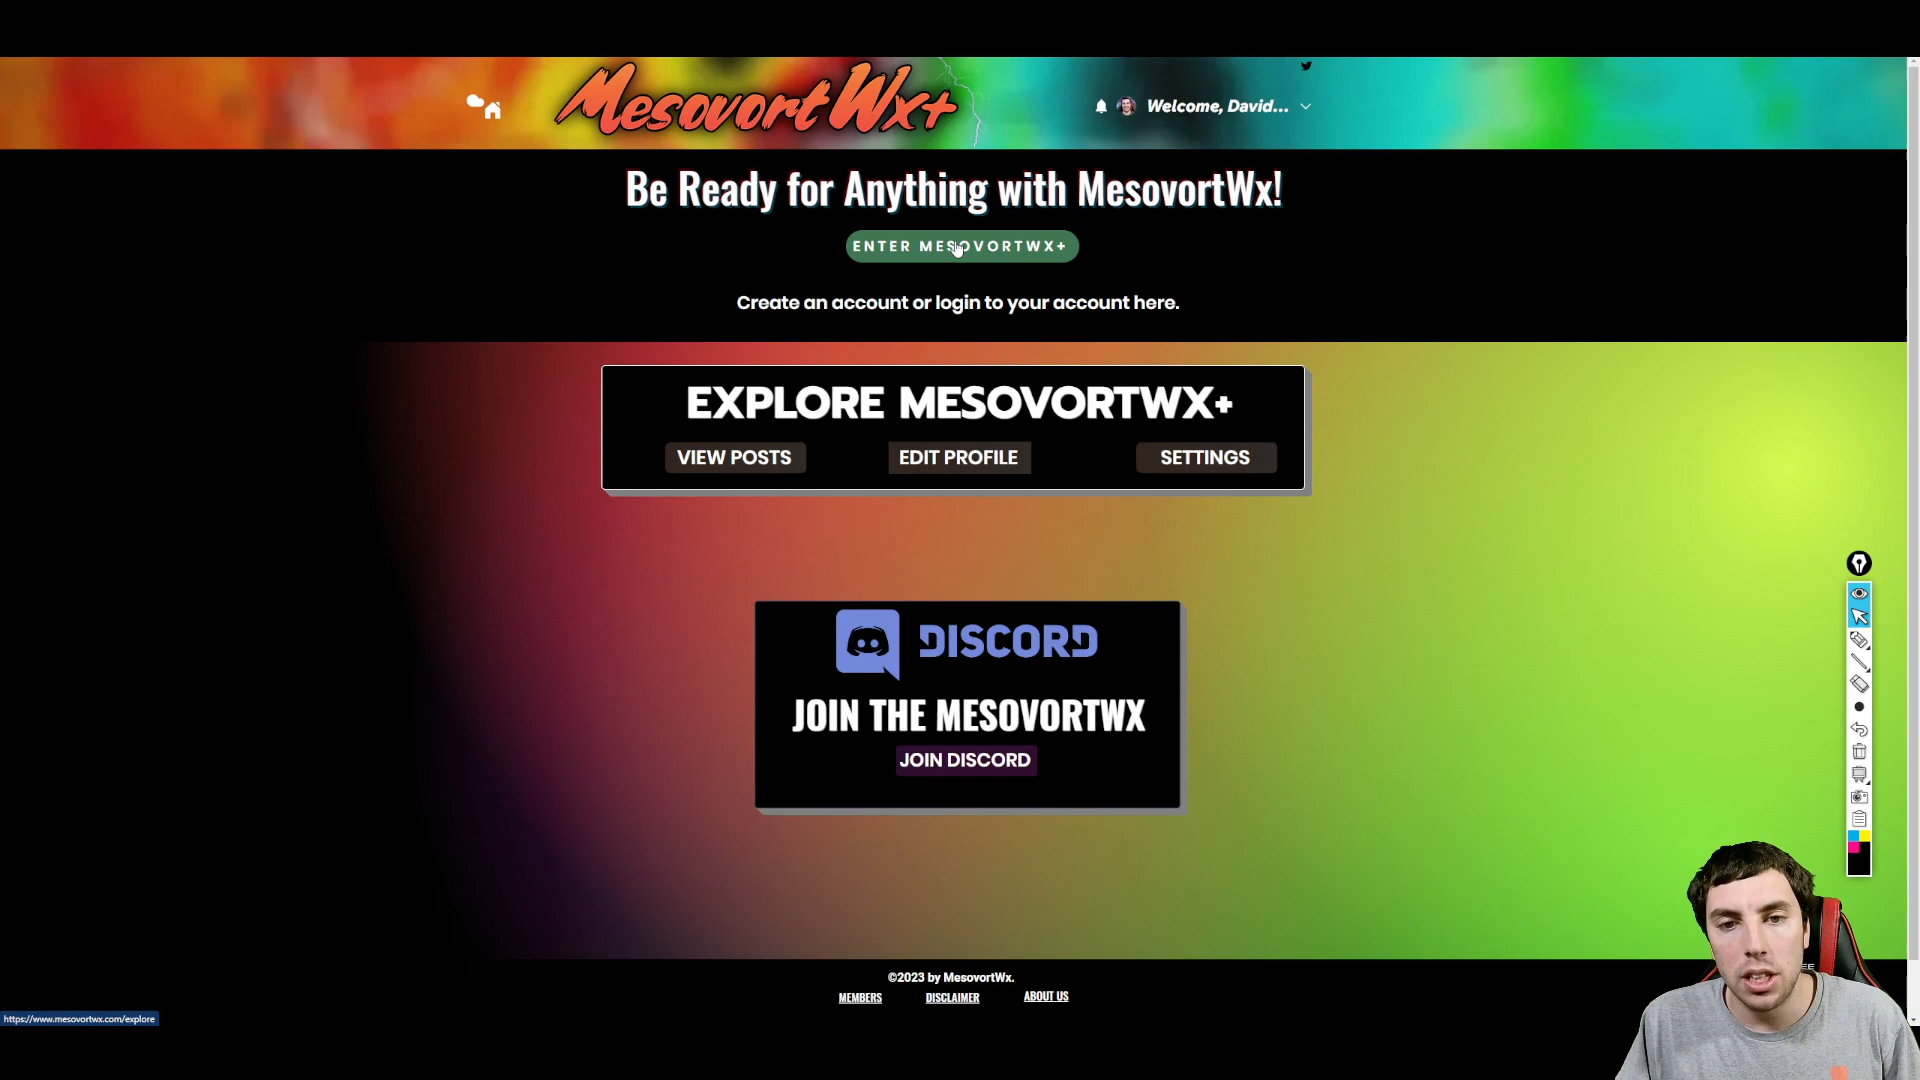 MesovortWx+
Welcome, David...
Be Ready for Anything with MesovortWx!
ENTER MESOVORTWX+
Create an account or login to your account here.
EXPLORE MESOVORTWX+
VIEW POSTS
EDIT PROFILE
SETTINGS
DISCORD
JOIN THE MESOVORTWX
JOIN DISCORD
©2023 by MesovortWx.
MEMBERS
DISCLAIMER
ABOUT US
https://www.mesovortwx.com/explore